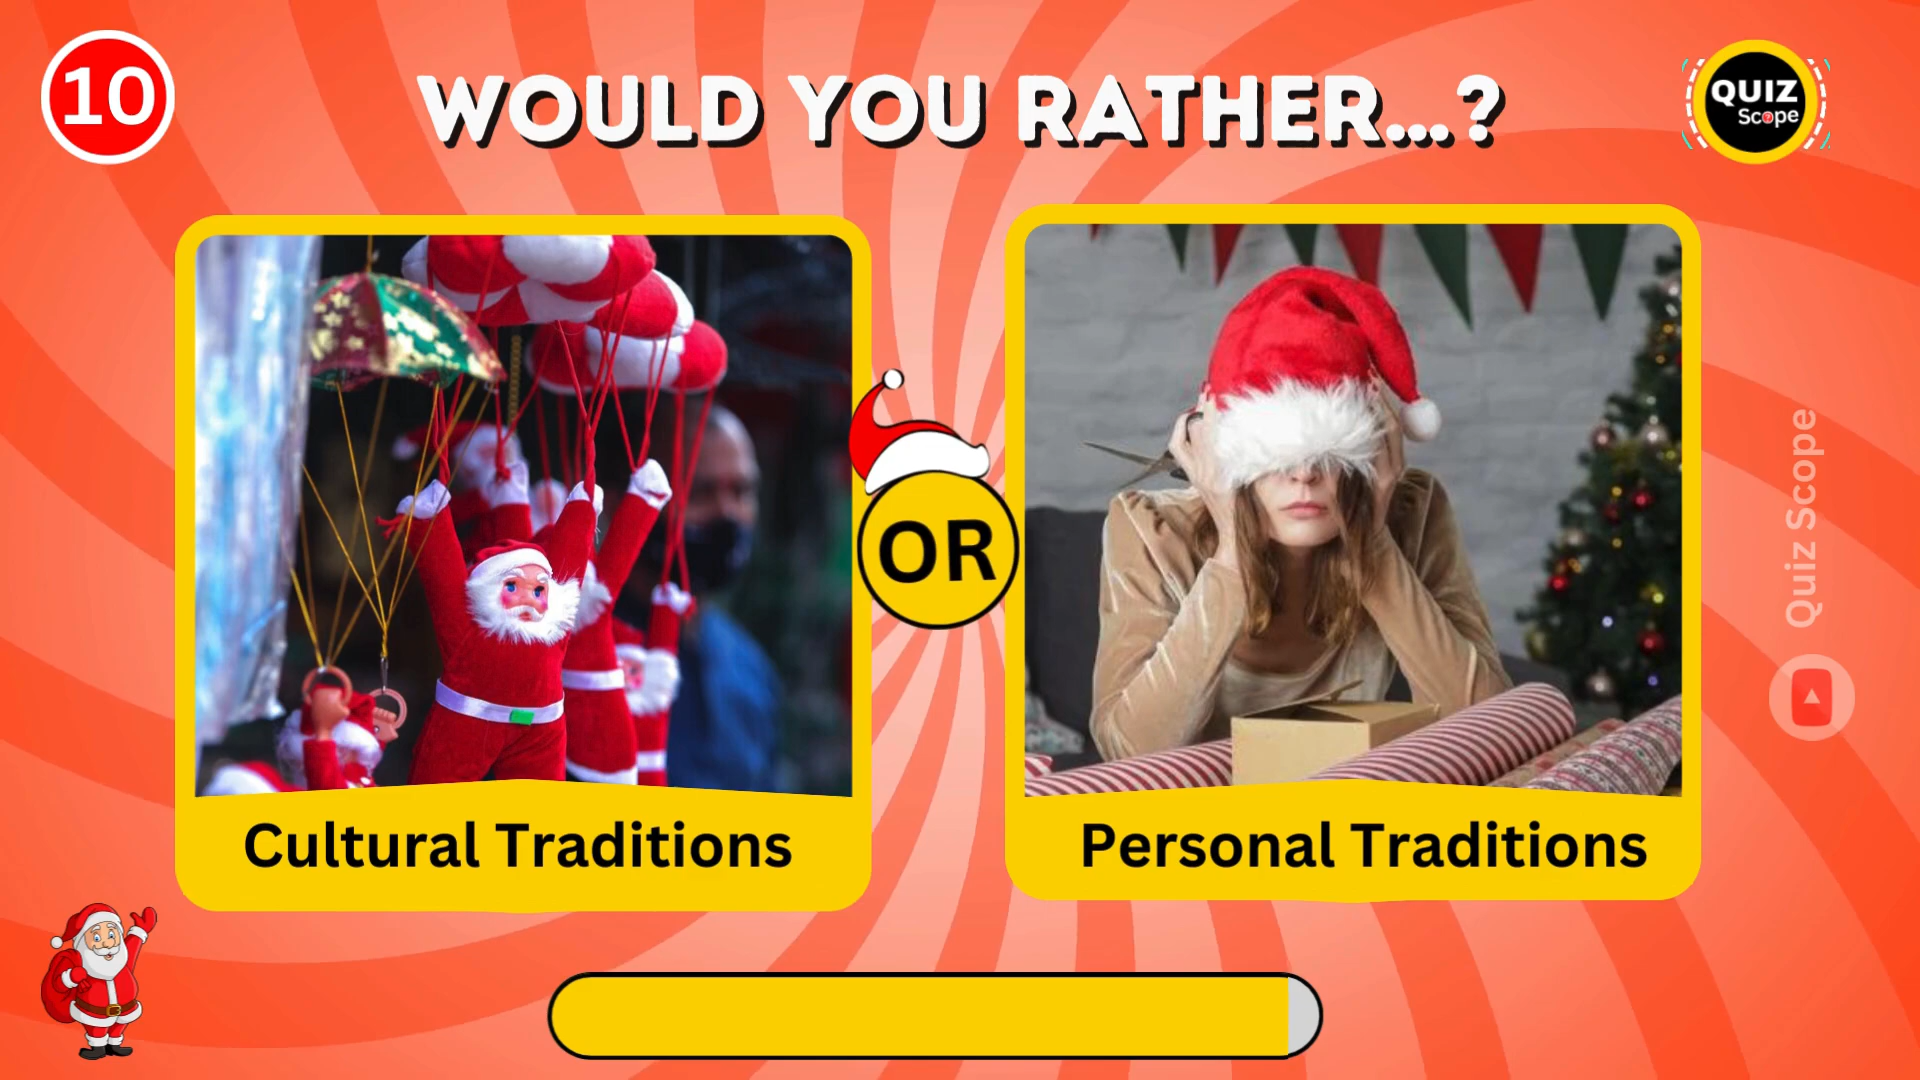 10
WOULD YOU RATHER...?
QUIZ
Scope
OR
Cultural Traditions
Personal Traditions
Quiz Scope